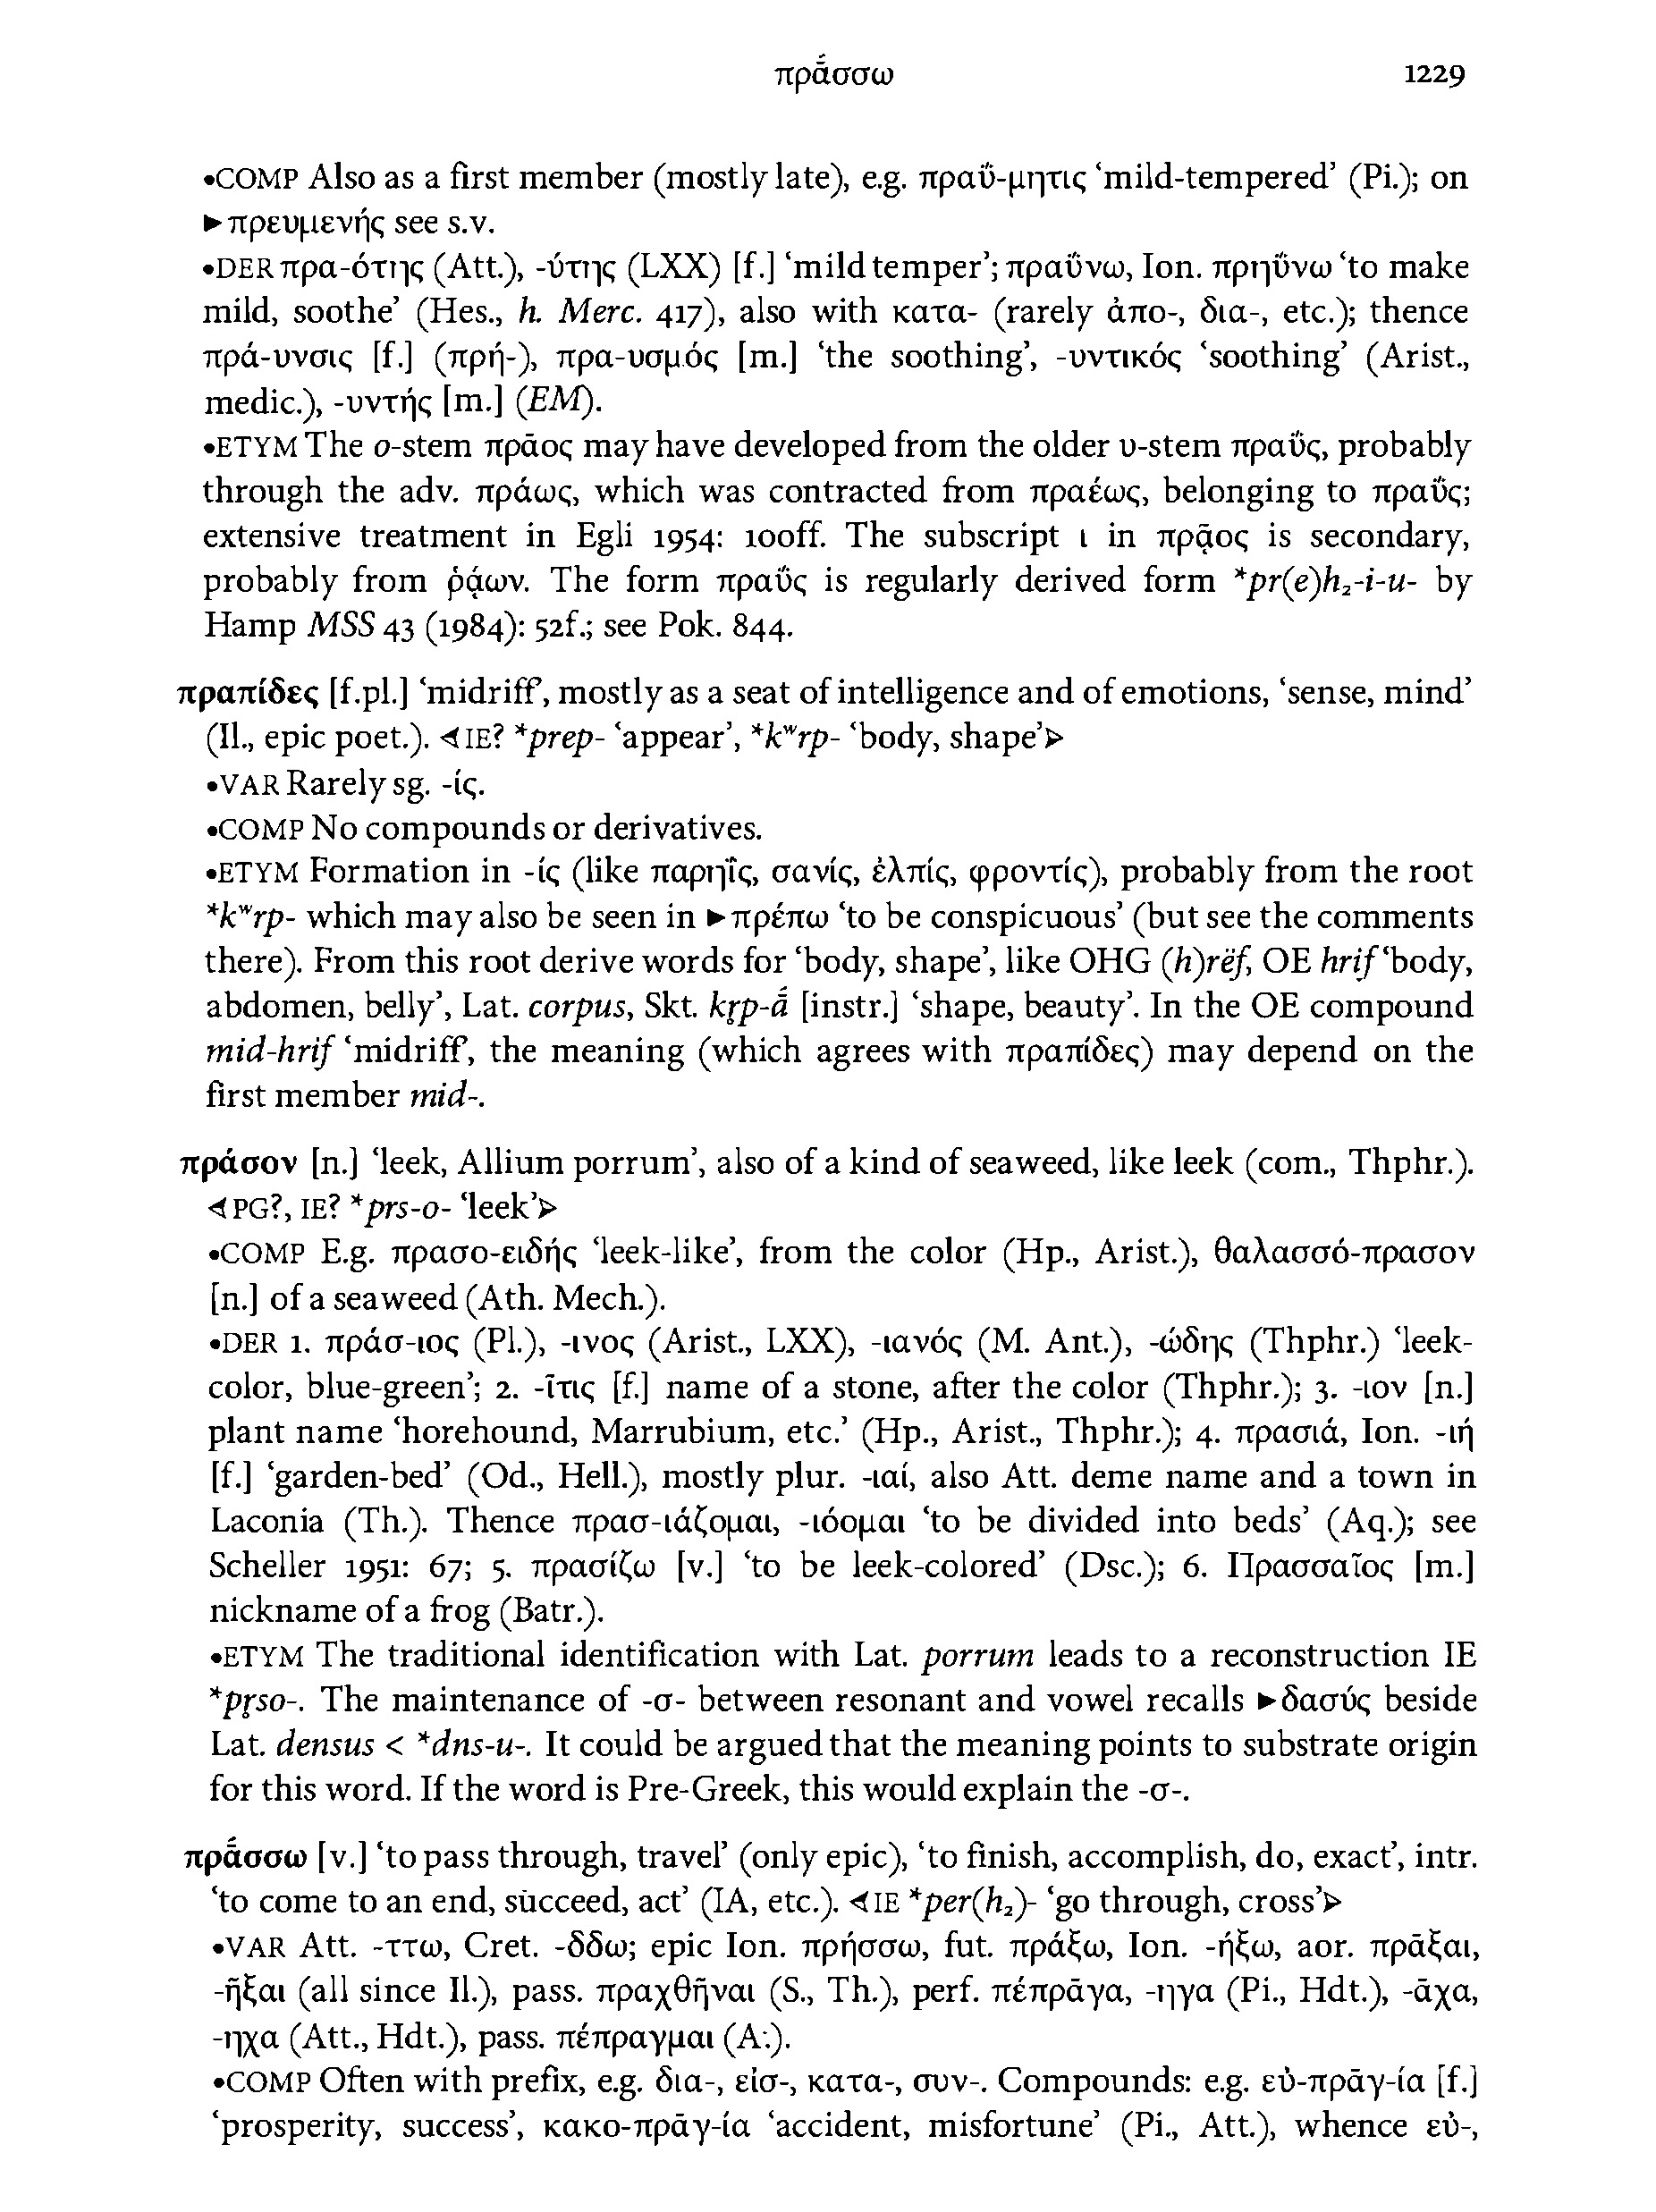 πρᾱ́σσω 1229
•COMP Also as a first member (mostly late), e.g. πραΰ-μητις ‘mild-tempered’ (Pi.); on
►πρευμενής see s.v.
•DER πρα-ότης (Att.), -ύτης (LXX) [f.] ‘mild temper’; πραΰνω, Ion. πρηΰνω ‘to make
mild, soothe’ (Hes., h. Merc. 417), also with κατα- (rarely ἀπο-, δια-, etc.); thence
πρά-υνσις [f.] (πρή-), πρα-υσμός [m.] ‘the soothing’, -υντικός ‘soothing’ (Arist.,
medic.), -υντής [m.] (EM).
•ETYM The o-stem πρᾶος may have developed from the older υ-stem πραΰς, probably
through the adv. πράως, which was contracted from πραέως, belonging to πραΰς;
extensive treatment in Egli 1954: 100ff. The subscript ι in πρᾷος is secondary,
probably from ῥᾴων. The form πραΰς is regularly derived form *pr(e)h₂-i-u- by
Hamp MSS 43 (1984): 52f.; see Pok. 844.
πραπίδες [f.pl.] ‘midriff’, mostly as a seat of intelligence and of emotions, ‘sense, mind’
(Il., epic poet.). ⊲IE? *prep- ‘appear’, *kʷrp- ‘body, shape’⊳
•VAR Rarely sg. -ίς.
•COMP No compounds or derivatives.
•ETYM Formation in -ίς (like παρηΐς, σανίς, ἐλπίς, φροντίς), probably from the root
*kʷrp- which may also be seen in ►πρέπω ‘to be conspicuous’ (but see the comments
there). From this root derive words for ‘body, shape’, like OHG (h)rëf, OE hrif ‘body,
abdomen, belly’, Lat. corpus, Skt. kr̥p-ā́ [instr.] ‘shape, beauty’. In the OE compound
mid-hrif ‘midriff’, the meaning (which agrees with πραπίδες) may depend on the
first member mid-.
πράσον [n.] ‘leek, Allium porrum’, also of a kind of seaweed, like leek (com., Thphr.).
⊲PG?, IE? *prs-o- ‘leek’⊳
•COMP E.g. πρασο-ειδής ‘leek-like’, from the color (Hp., Arist.), θαλασσό-πρασον
[n.] of a seaweed (Ath. Mech.).
•DER 1. πράσ-ιος (Pl.), -ινος (Arist., LXX), -ιανός (M. Ant.), -ώδης (Thphr.) ‘leek-
color, blue-green’; 2. -ῖτις [f.] name of a stone, after the color (Thphr.); 3. -ιον [n.]
plant name ‘horehound, Marrubium, etc.’ (Hp., Arist., Thphr.); 4. πρασιά, Ion. -ιή
[f.] ‘garden-bed’ (Od., Hell.), mostly plur. -ιαί, also Att. deme name and a town in
Laconia (Th.). Thence πρασ-ιάζομαι, -ιόομαι ‘to be divided into beds’ (Aq.); see
Scheller 1951: 67; 5. πρασίζω [v.] ‘to be leek-colored’ (Dsc.); 6. Πρασσαῖος [m.]
nickname of a frog (Batr.).
•ETYM The traditional identification with Lat. porrum leads to a reconstruction IE
*pr̥so-. The maintenance of -σ- between resonant and vowel recalls ►δασύς beside
Lat. densus < *dns-u-. It could be argued that the meaning points to substrate origin
for this word. If the word is Pre-Greek, this would explain the -σ-.
πρᾱ́σσω [v.] ‘to pass through, travel’ (only epic), ‘to finish, accomplish, do, exact’, intr.
‘to come to an end, succeed, act’ (IA, etc.). ⊲IE *per(h₂)- ‘go through, cross’⊳
•VAR Att. -ττω, Cret. -δδω; epic Ion. πρήσσω, fut. πράξω, Ion. -ήξω, aor. πρᾶξαι,
-ῆξαι (all since Il.), pass. πραχθῆναι (S., Th.), perf. πέπρᾱγα, -ηγα (Pi., Hdt.), -ᾱχα,
-ηχα (Att., Hdt.), pass. πέπραγμαι (A.).
•COMP Often with prefix, e.g. δια-, εἰσ-, κατα-, συν-. Compounds: e.g. εὐ-πρᾱγ-ία [f.]
‘prosperity, success’, κακο-πρᾱγ-ία ‘accident, misfortune’ (Pi., Att.), whence εὐ-,